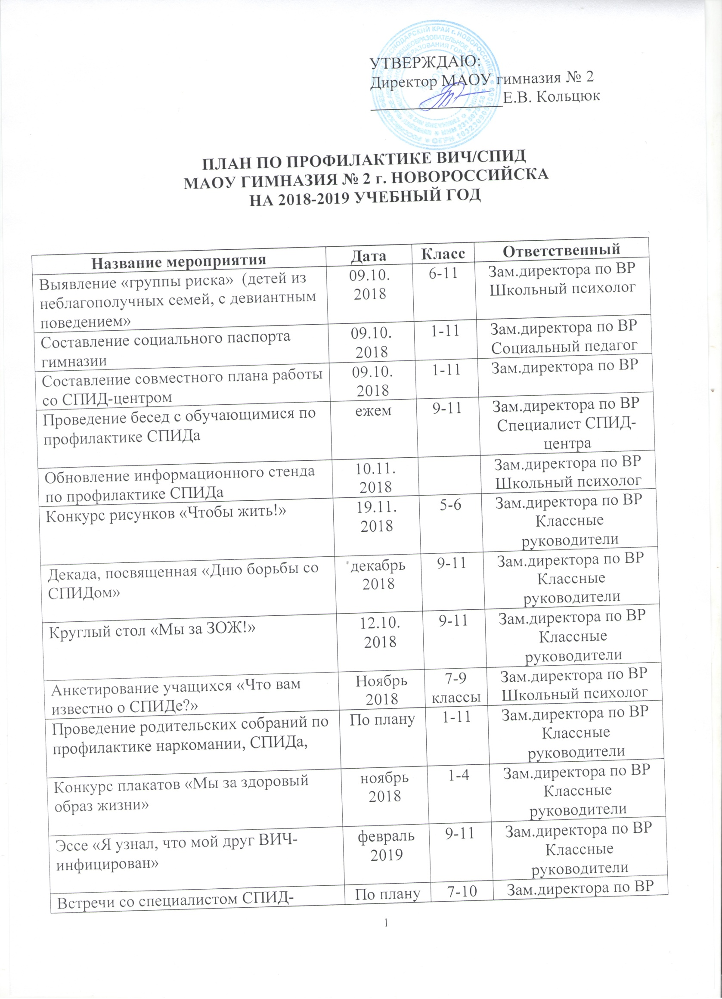 УТВЕРЖДАЮ:
Директор МАОУ гимназия № 2
Е.В. Кольцюк
ПЛАН ПО ПРОФИЛАКТИКЕ ВИЧ/СПИД
МАОУ ГИМНАЗИЯ № 2 г. НОВОРОССИЙСКА
НА 2018-2019 УЧЕБНЫЙ ГОД
Название мероприятия Дата Класс Ответственный
Выявление «группы риска» (детей из 09.10. 6-11 Зам.директора по ВР
неблагополучных семей, с девиантным 2018 Школьный психолог
поведением»
Составление социального паспорта 09.10. 1-11 Зам.директора по ВР
гимназии 2018 Социальный педагог
Составление совместного плана работы 09.10. 1-11 Зам.директора по ВР
со СПИД-центром 2018
Проведение бесед с обучающимися по ежем 9-11 Зам.директора по ВР
профилактике СПИДа Специалист СПИД-
центра
Обновление информационного стенда 10.11. Зам.директора по ВР
по профилактике СПИДа 2018 Школьный психолог
Конкурс рисунков «Чтобы жить!» 19.11. 5-6 Зам.директора по ВР
2018 Классные
руководители
Декада, посвященная «Дню борьбы со декабрь 9-11 Зам.директора по ВР
СПИДом» 2018 Классные
руководители
Круглый стол «Мы за ЗОЖ!» 12.10. 9-11 Зам.директора по ВР
2018 Классные
руководители
Анкетирование учащихся «Что вам Ноябрь 7-9 Зам.директора по ВР
известно о СПИДе?» 2018 классы Школьный психолог
Проведение родительских собраний по По плану 1-11 Зам.директора по ВР
профилактике наркомании, СПИДа, Классные
руководители
Конкурс плакатов «Мы за здоровый ноябрь 1-4 Зам.директора по ВР
образ жизни» 2018 Классные
руководители
Эссе «Я узнал, что мой друг ВИЧ- февраль 9-11 Зам.директора по ВР
инфицирован» 2019 Классные
руководители
Встречи со специалистом СПИД- По плану 7-10 Зам.директора по ВР
1